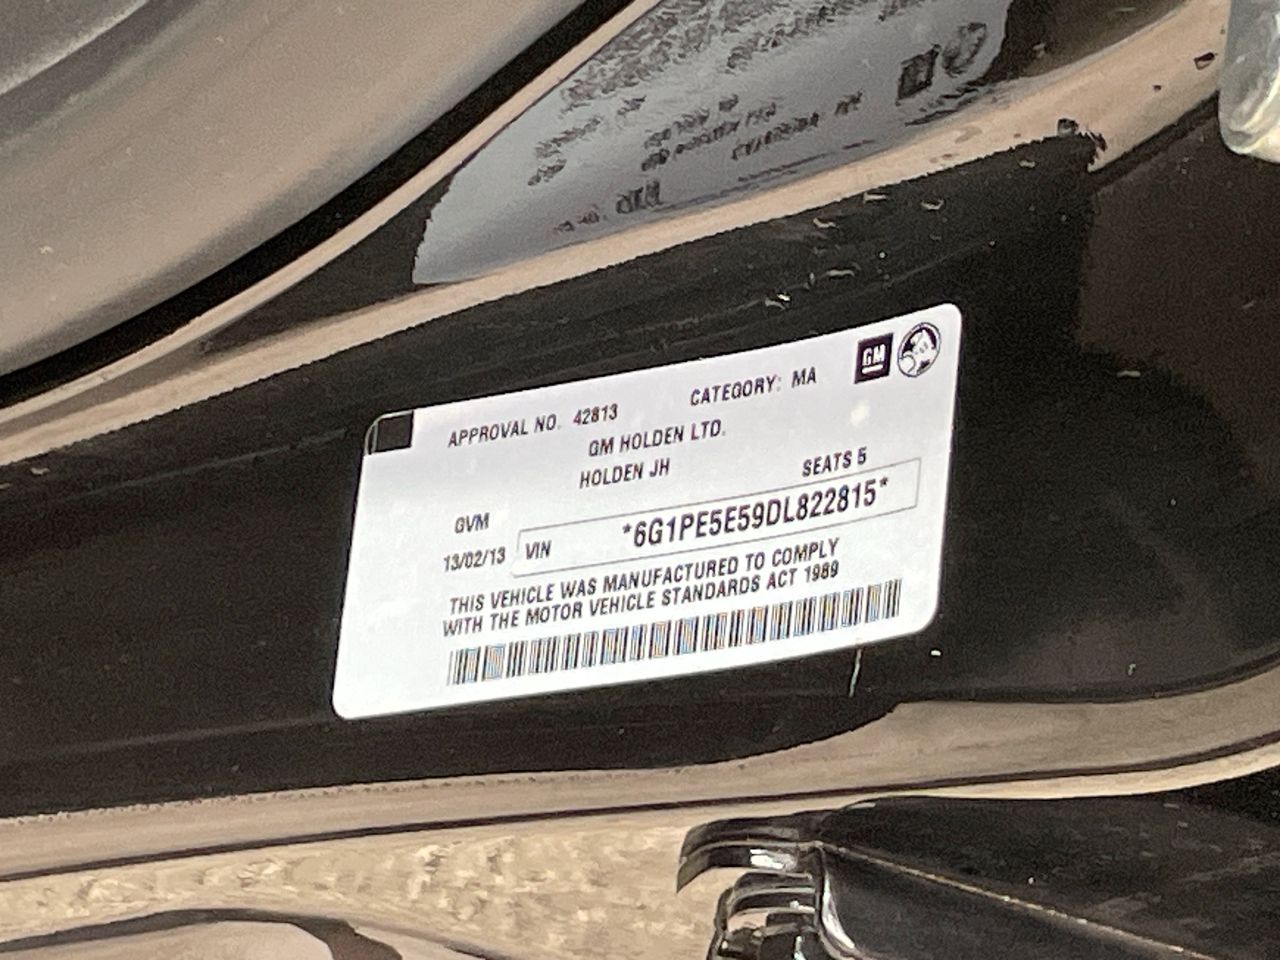 APPROVAL NO. 42813 CATEGORY: MA GM
GM HOLDEN LTD.
HOLDEN JH
SEATS 5
GVM
13/02/13 VIN *6G1PE5E59DL822815*
THIS VEHICLE WAS MANUFACTURED TO COMPLY
WITH THE MOTOR VEHICLE STANDARDS ACT 1989